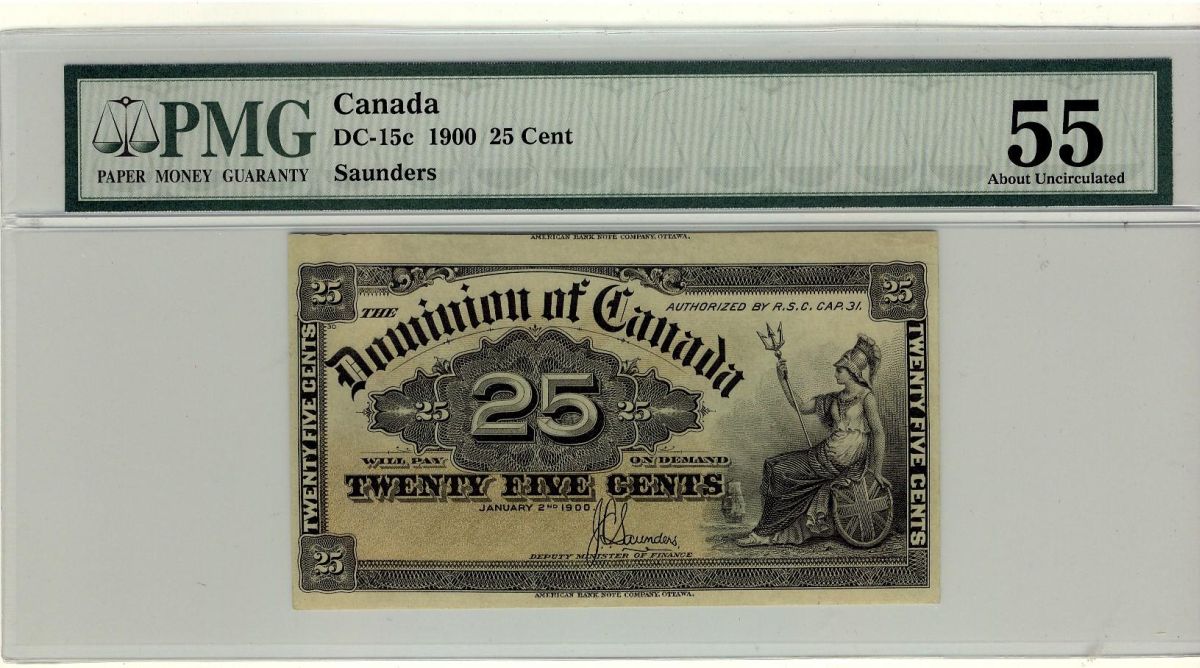 PMG
PAPER MONEY GUARANTY
Canada
DC-15c 1900 25 Cent
Saunders
55
About Uncirculated
AMERICAN BANK NOTE COMPANY, OTTAWA.
25
25
THE
Dominion of Canada
AUTHORIZED BY R.S.C. CAP. 31.
TWENTY FIVE CENTS
TWENTY FIVE CENTS
25
25
25
WILL PAY
ON DEMAND
TWENTY FIVE CENTS
JANUARY 2ND 1900.
J C Saunders
DEPUTY MINISTER OF FINANCE
25
AMERICAN BANK NOTE COMPANY, OTTAWA.